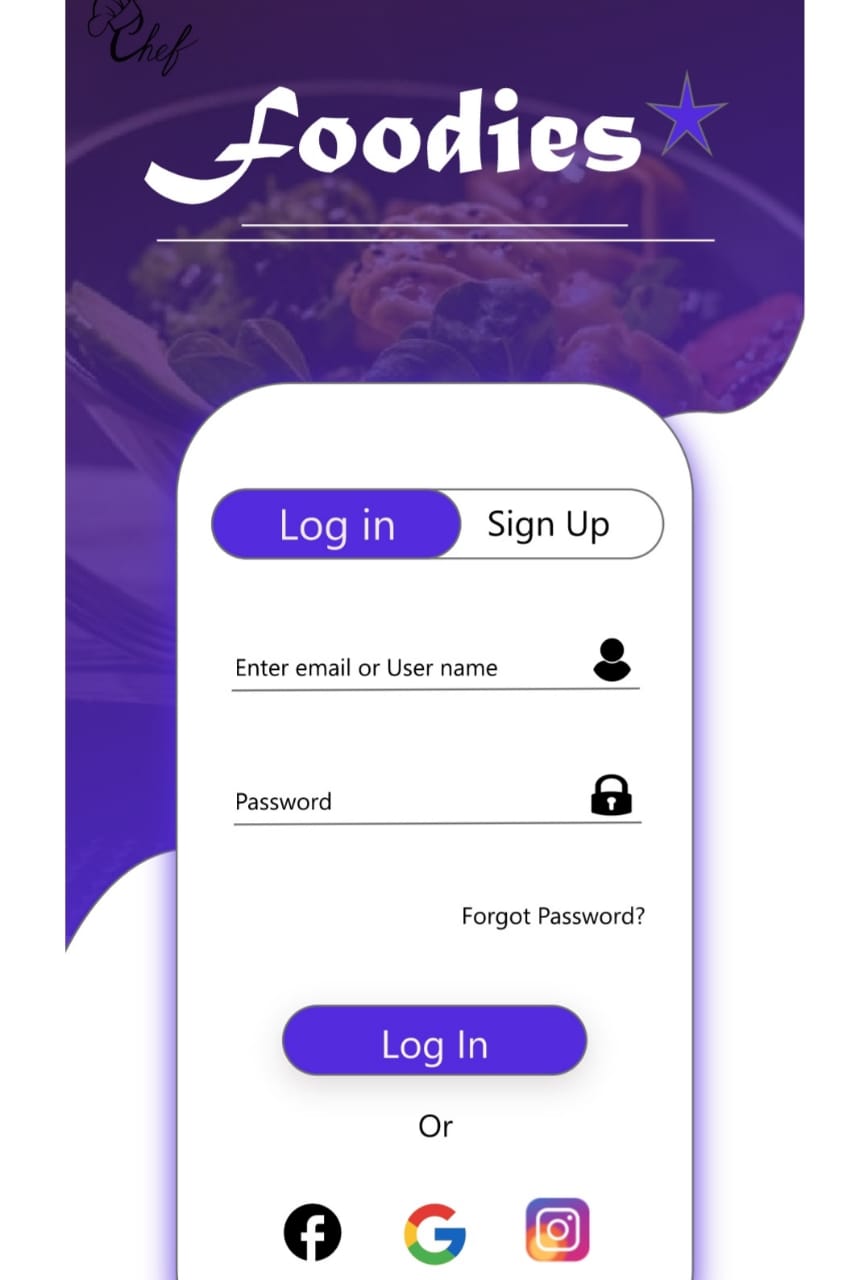 Chef
Foodies
Log in
Sign Up
Enter email or User name
Password
Forgot Password?
Log In
Or